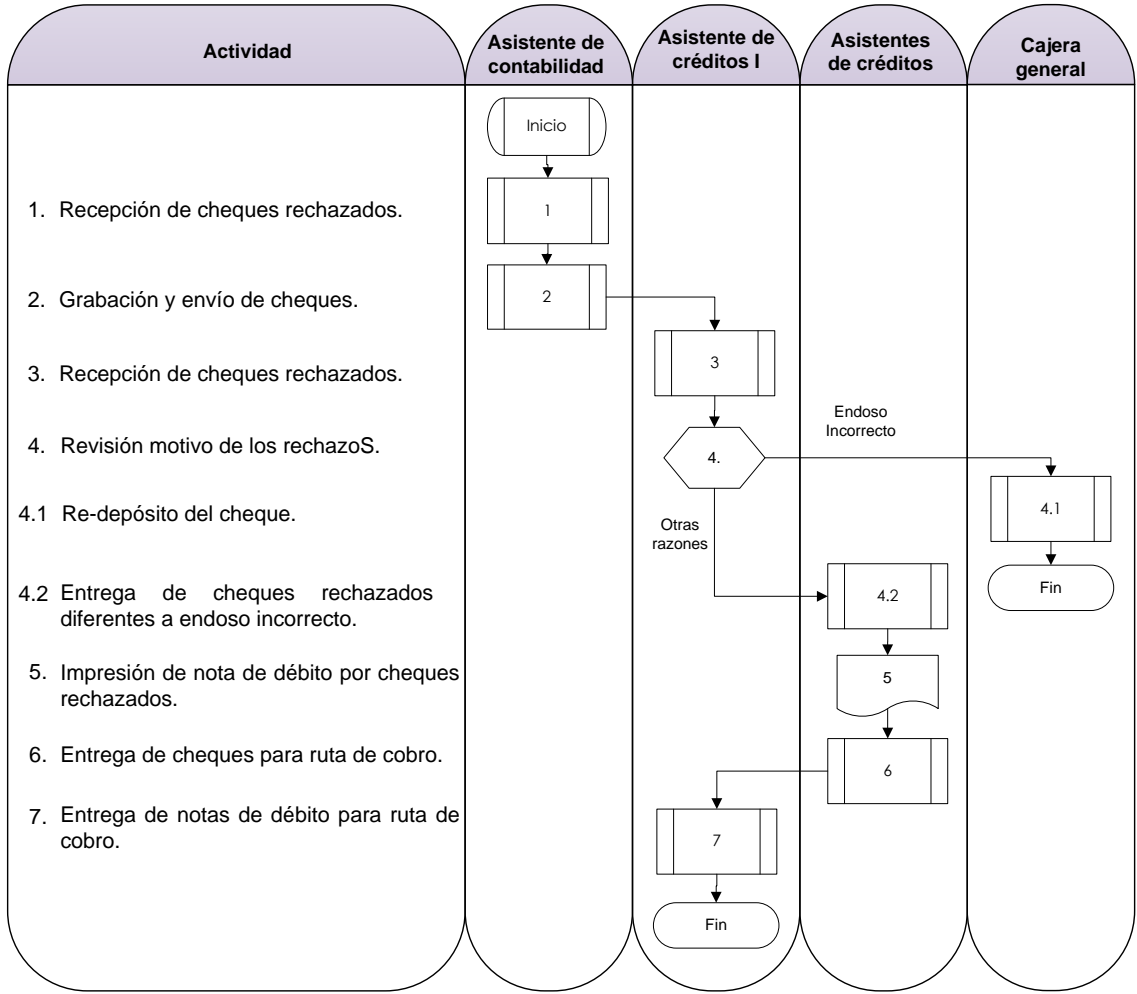 Actividad
Asistente de
contabilidad
Asistente de
créditos I
Asistentes
de créditos
Cajera
general
Inicio
1. Recepción de cheques rechazados.
1
2. Grabación y envío de cheques.
2
3. Recepción de cheques rechazados.
3
4. Revisión motivo de los rechazoS.
4.
Endoso
Incorrecto
4.1 Re-depósito del cheque.
4.1
Otras
razones
Fin
4.2 Entrega de cheques rechazados
diferentes a endoso incorrecto.
4.2
5. Impresión de nota de débito por cheques
rechazados.
5
6. Entrega de cheques para ruta de cobro.
6
7. Entrega de notas de débito para ruta de
cobro.
7
Fin